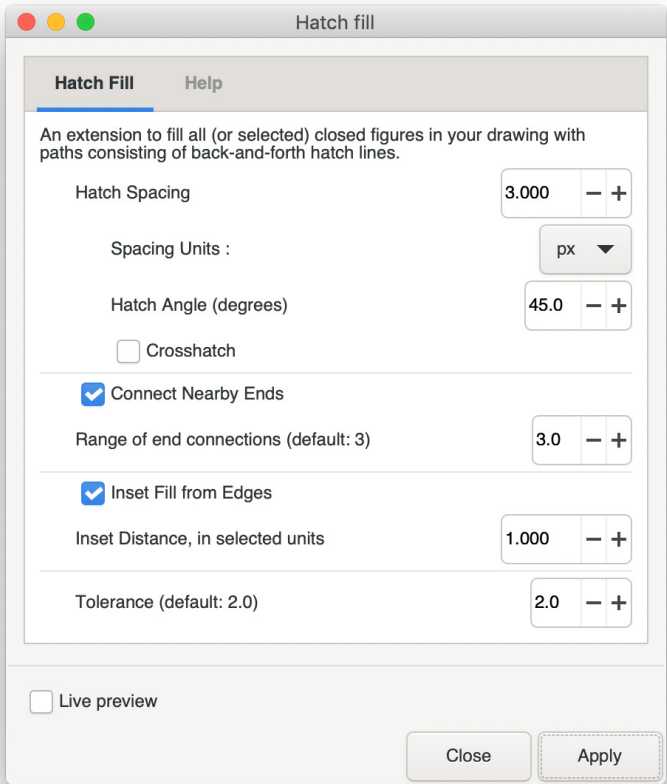 Hatch fill
Hatch Fill Help
An extension to fill all (or selected) closed figures in your drawing with
paths consisting of back-and-forth hatch lines.
Hatch Spacing 3.000 − +
Spacing Units : px
Hatch Angle (degrees) 45.0 − +
Crosshatch
Connect Nearby Ends
Range of end connections (default: 3) 3.0 − +
Inset Fill from Edges
Inset Distance, in selected units 1.000 − +
Tolerance (default: 2.0) 2.0 − +
Live preview
Close Apply